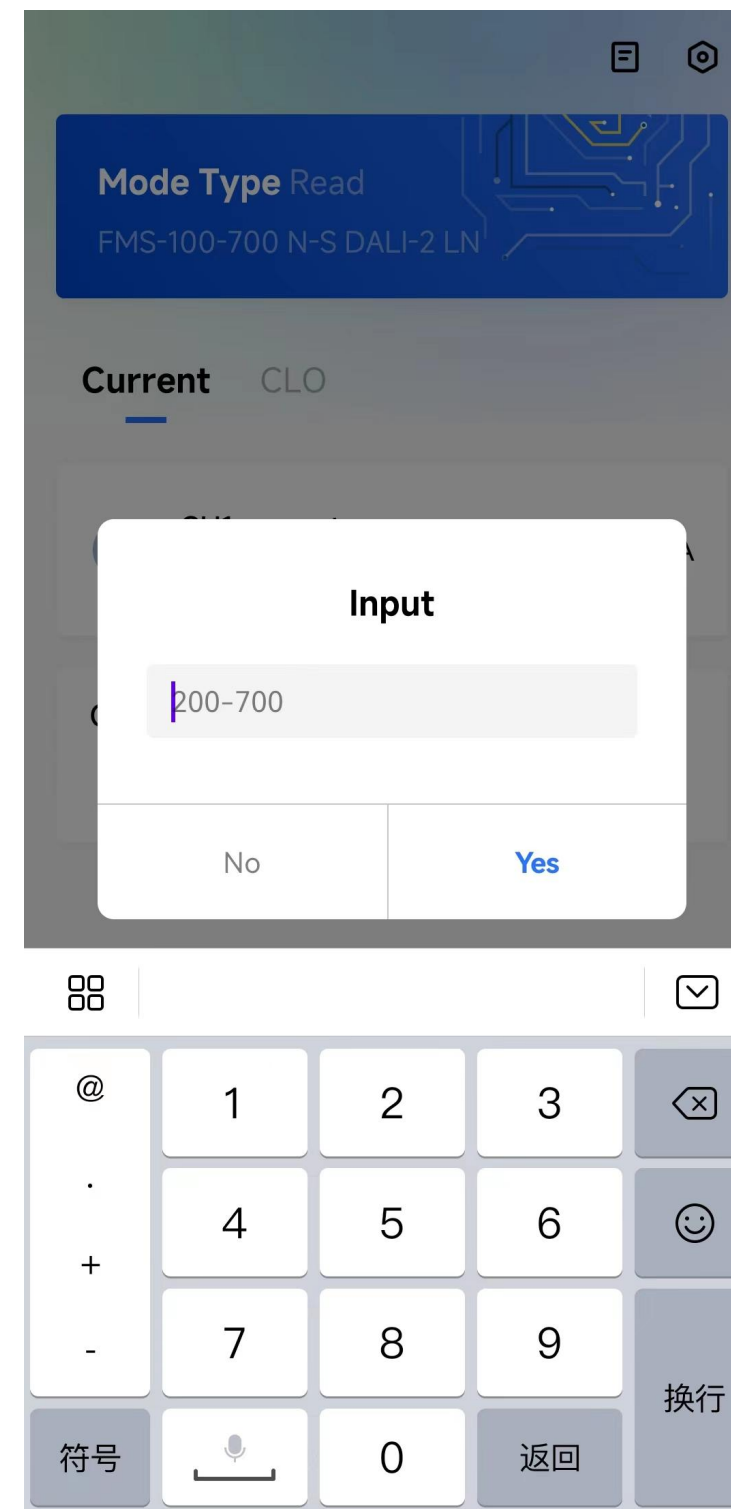 Mode Type Read
FMS-100-700 N-S DALI-2 LN
Current CLO
Input
200-700
No Yes
@ 1 2 3
. 4 5 6
+
- 7 8 9
换行
符号 0 返回